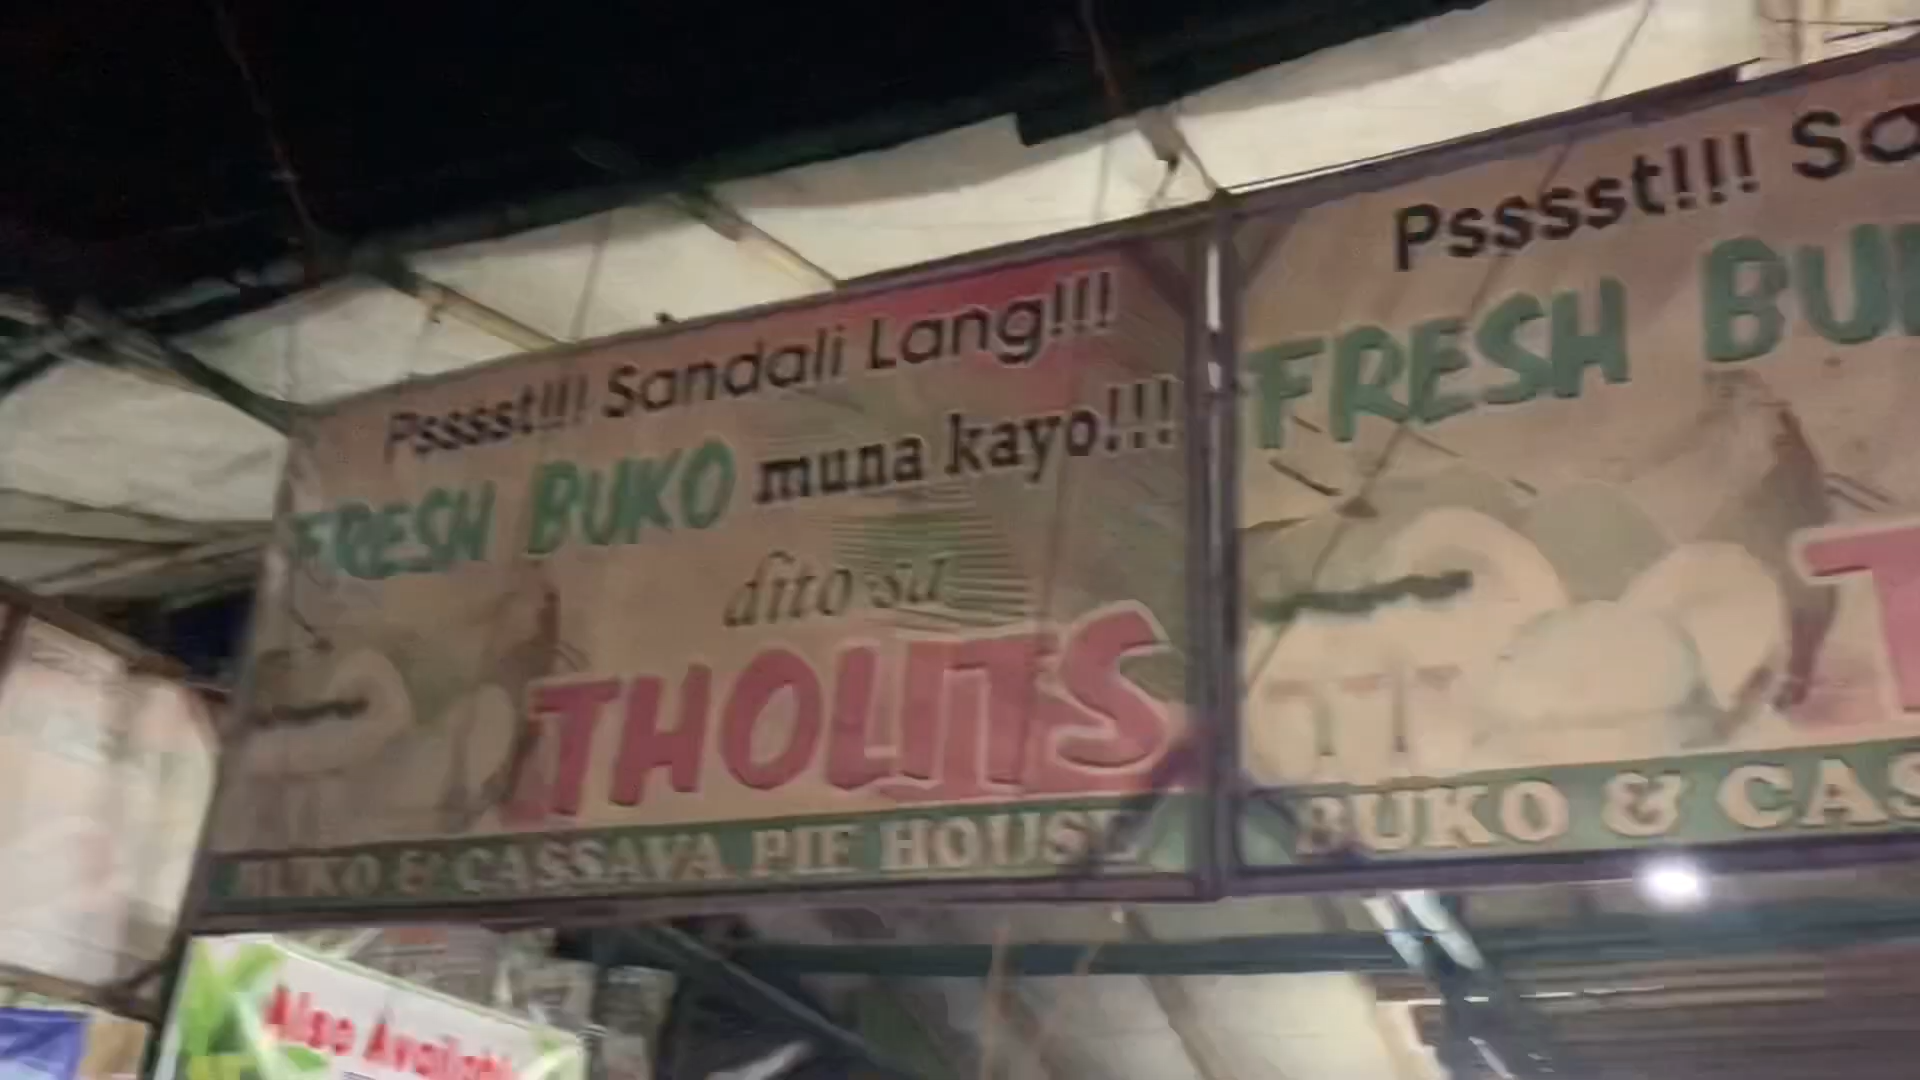 Psssst!!! Sandali Lang!!!
FRESH BUKO muna kayo!!!
dito sa
THOLITS
BUKO & CASSAVA PIE HOUSE
Psssst!!! Sa
FRESH BU
T
BUKO & CAS
Also Availabl